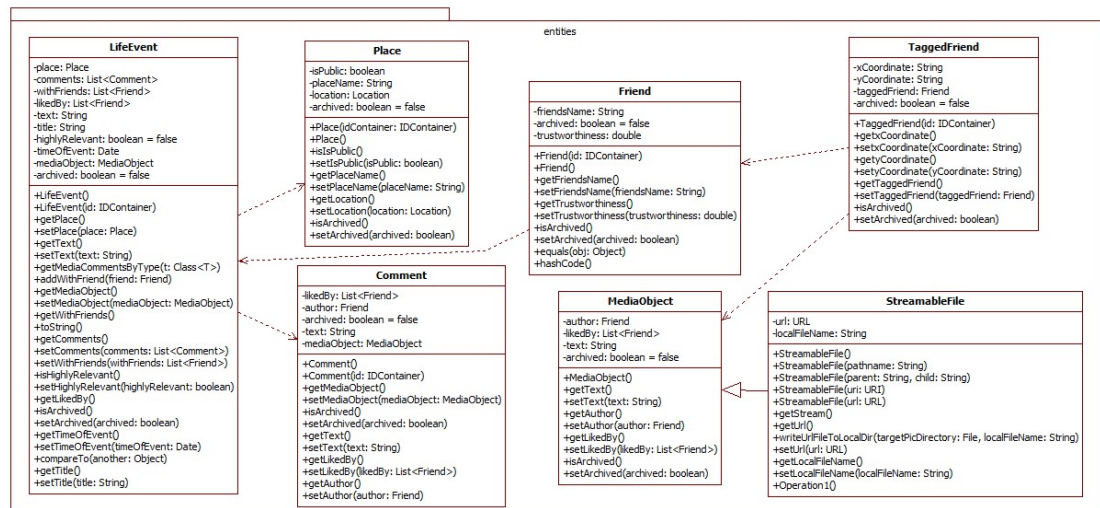 entities
LifeEvent
-place: Place
-comments: List<Comment>
-withFriends: List<Friend>
-likedBy: List<Friend>
-text: String
-title: String
-highlyRelevant: boolean = false
-timeOfEvent: Date
-mediaObject: MediaObject
-archived: boolean = false
+LifeEvent()
+LifeEvent(id: IDContainer)
+getPlace()
+setPlace(place: Place)
+getText()
+setText(text: String)
+getMediaCommentsByType(t: Class<T>)
+addWithFriend(friend: Friend)
+getMediaObject()
+setMediaObject(mediaObject: MediaObject)
+getWithFriends()
+toString()
+getComments()
+setComments(comments: List<Comment>)
+setWithFriends(withFriends: List<Friend>)
+isHighlyRelevant()
+setHighlyRelevant(highlyRelevant: boolean)
+getLikedBy()
+isArchived()
+setArchived(archived: boolean)
+getTimeOfEvent()
+setTimeOfEvent(timeOfEvent: Date)
+compareTo(another: Object)
+getTitle()
+setTitle(title: String)
Place
-isPublic: boolean
-placeName: String
-location: Location
-archived: boolean = false
+Place(idContainer: IDContainer)
+Place()
+isIsPublic()
+setIsPublic(isPublic: boolean)
+getPlaceName()
+setPlaceName(placeName: String)
+getLocation()
+setLocation(location: Location)
+isArchived()
+setArchived(archived: boolean)
Comment
-likedBy: List<Friend>
-author: Friend
-archived: boolean = false
-text: String
-mediaObject: MediaObject
+Comment()
+Comment(id: IDContainer)
+getMediaObject()
+setMediaObject(mediaObject: MediaObject)
+isArchived()
+setArchived(archived: boolean)
+getText()
+setText(text: String)
+getLikedBy()
+setLikedBy(likedBy: List<Friend>)
+getAuthor()
+setAuthor(author: Friend)
Friend
-friendsName: String
-archived: boolean = false
-trustworthiness: double
+Friend(id: IDContainer)
+Friend()
+getFriendsName()
+setFriendsName(friendsName: String)
+getTrustworthiness()
+setTrustworthiness(trustworthiness: double)
+isArchived()
+setArchived(archived: boolean)
+equals(obj: Object)
+hashCode()
TaggedFriend
-xCoordinate: String
-yCoordinate: String
-taggedFriend: Friend
-archived: boolean = false
+TaggedFriend(id: IDContainer)
+getxCoordinate()
+setxCoordinate(xCoordinate: String)
+getyCoordinate()
+setyCoordinate(yCoordinate: String)
+getTaggedFriend()
+setTaggedFriend(taggedFriend: Friend)
+isArchived()
+setArchived(archived: boolean)
MediaObject
-author: Friend
-likedBy: List<Friend>
-text: String
-archived: boolean = false
+MediaObject()
+getText()
+setText(text: String)
+getAuthor()
+setAuthor(author: Friend)
+getLikedBy()
+setLikedBy(likedBy: List<Friend>)
+isArchived()
+setArchived(archived: boolean)
StreamableFile
-url: URL
-localFileName: String
+StreamableFile()
+StreamableFile(pathname: String)
+StreamableFile(parent: String, child: String)
+StreamableFile(uri: URI)
+StreamableFile(url: URL)
+getStream()
+getUrl()
+writeUrlFileToLocalDir(targetPicDirectory: File, localFileName: String)
+setUrl(url: URL)
+getLocalFileName()
+setLocalFileName(localFileName: String)
+Operation1()